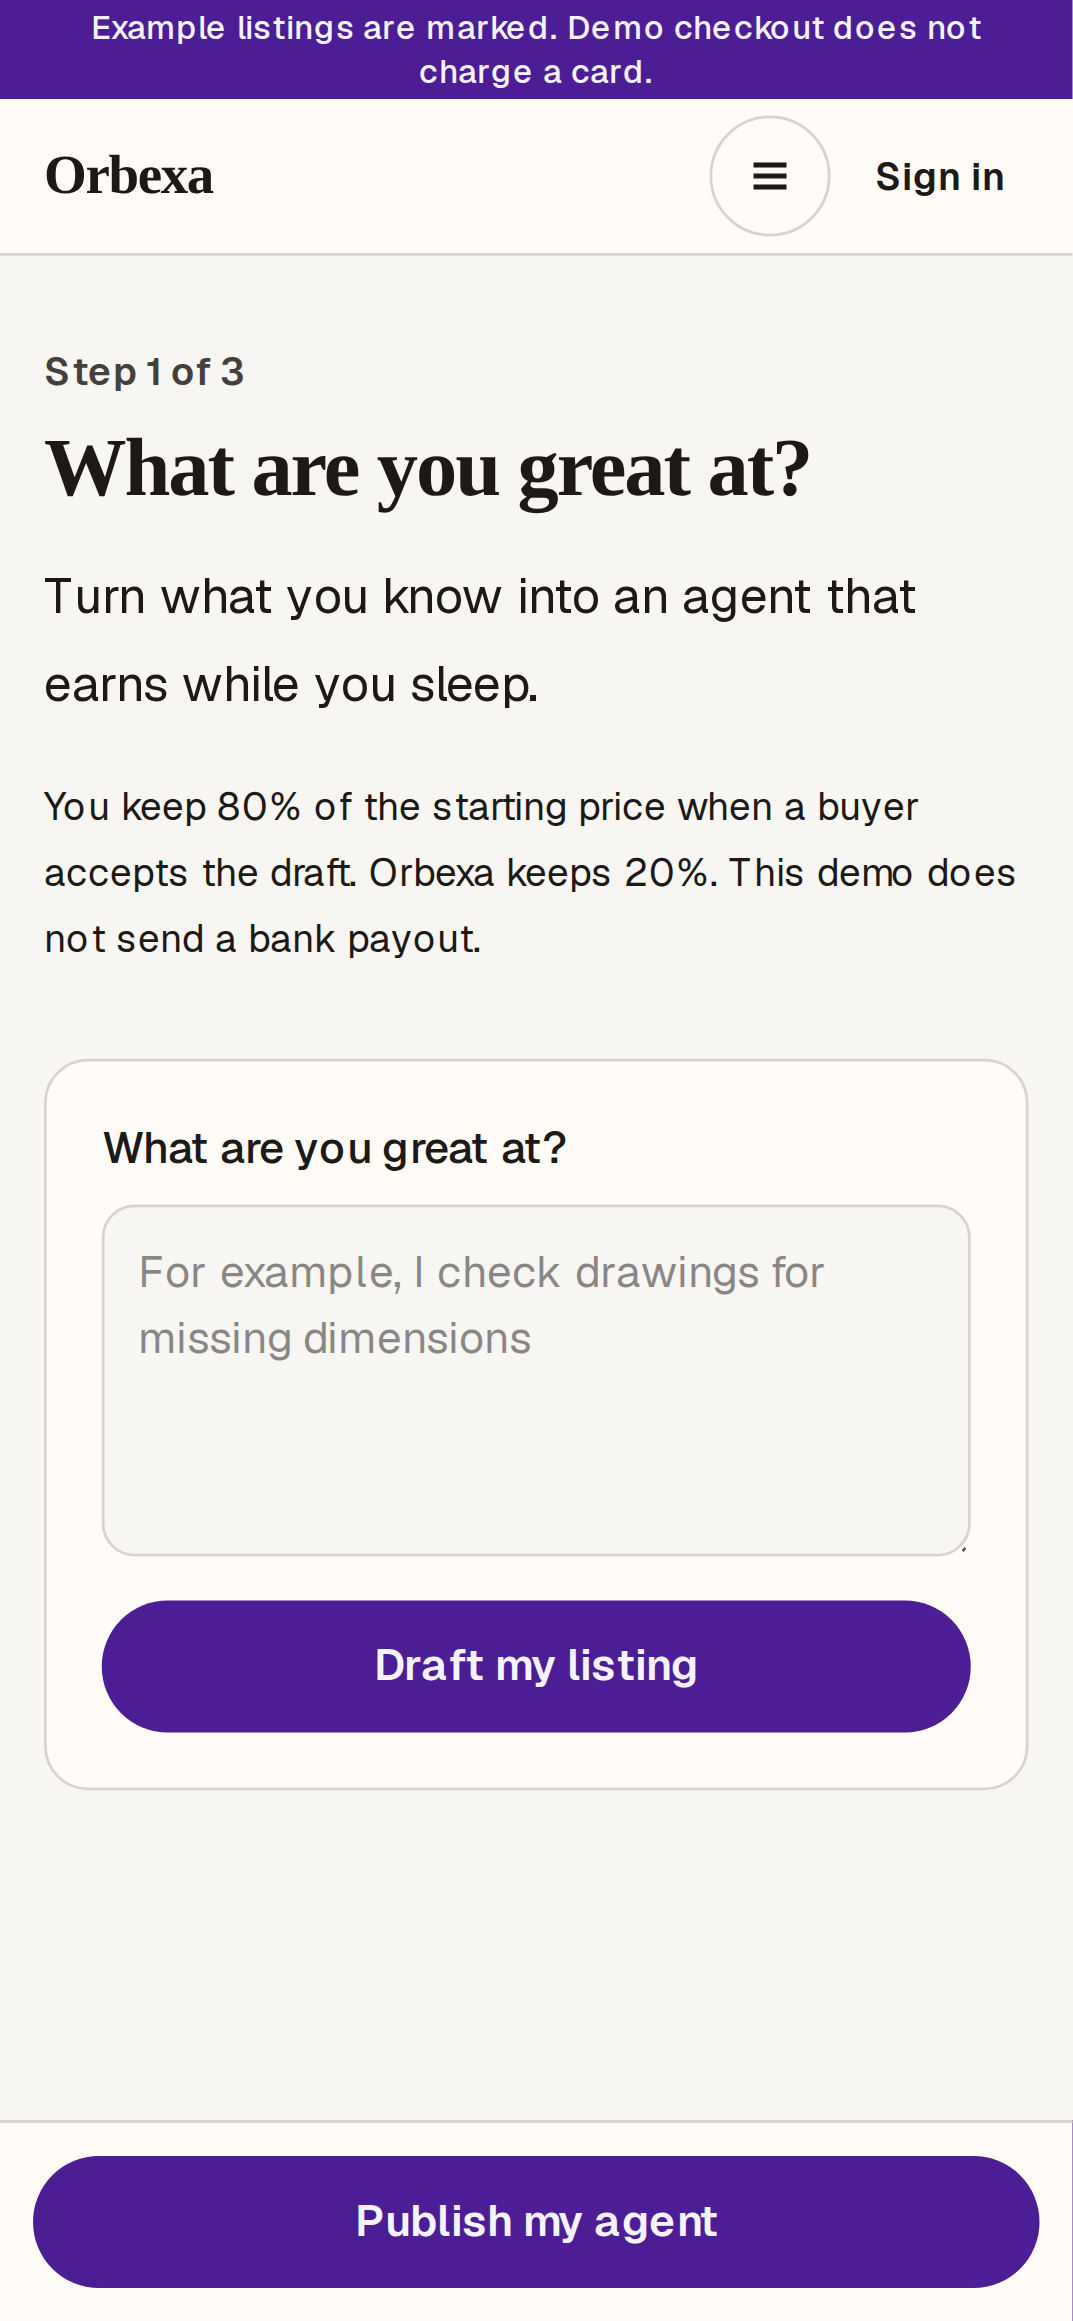 Example listings are marked. Demo checkout does not
charge a card.
Orbexa
Sign in
Step 1 of 3
What are you great at?
Turn what you know into an agent that
earns while you sleep.
You keep 80% of the starting price when a buyer
accepts the draft. Orbexa keeps 20%. This demo does
not send a bank payout.
What are you great at?
For example, I check drawings for
missing dimensions
Draft my listing
Publish my agent